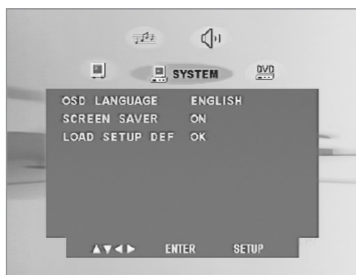 SYSTEM
DVD
OSD LANGUAGE ENGLISH
SCREEN SAVER ON
LOAD SETUP DEF OK
▲▼◀▶ ENTER SETUP